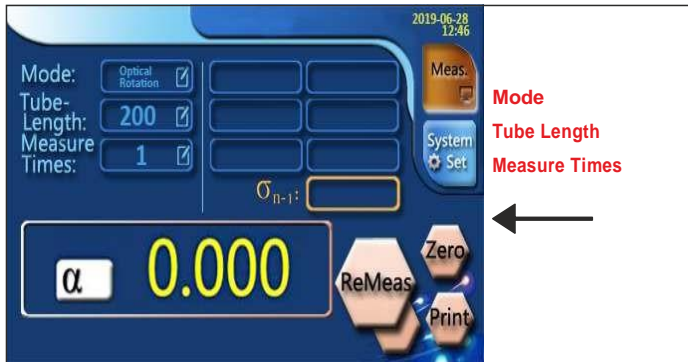 2019-06-28
12:46
Mode:
Optical
Rotation
Tube-
Length:
200
Measure
Times:
1
σn-1:
Meas.
System
Set
α
0.000
ReMeas
Zero
Print
Mode
Tube Length
Measure Times